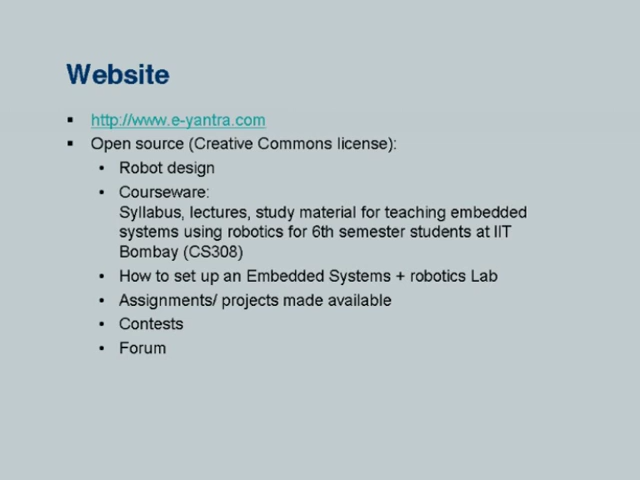 Website
http://www.e-yantra.com
Open source (Creative Commons license):
Robot design
Courseware:
Syllabus, lectures, study material for teaching embedded
systems using robotics for 6th semester students at IIT
Bombay (CS308)
How to set up an Embedded Systems + robotics Lab
Assignments/ projects made available
Contests
Forum